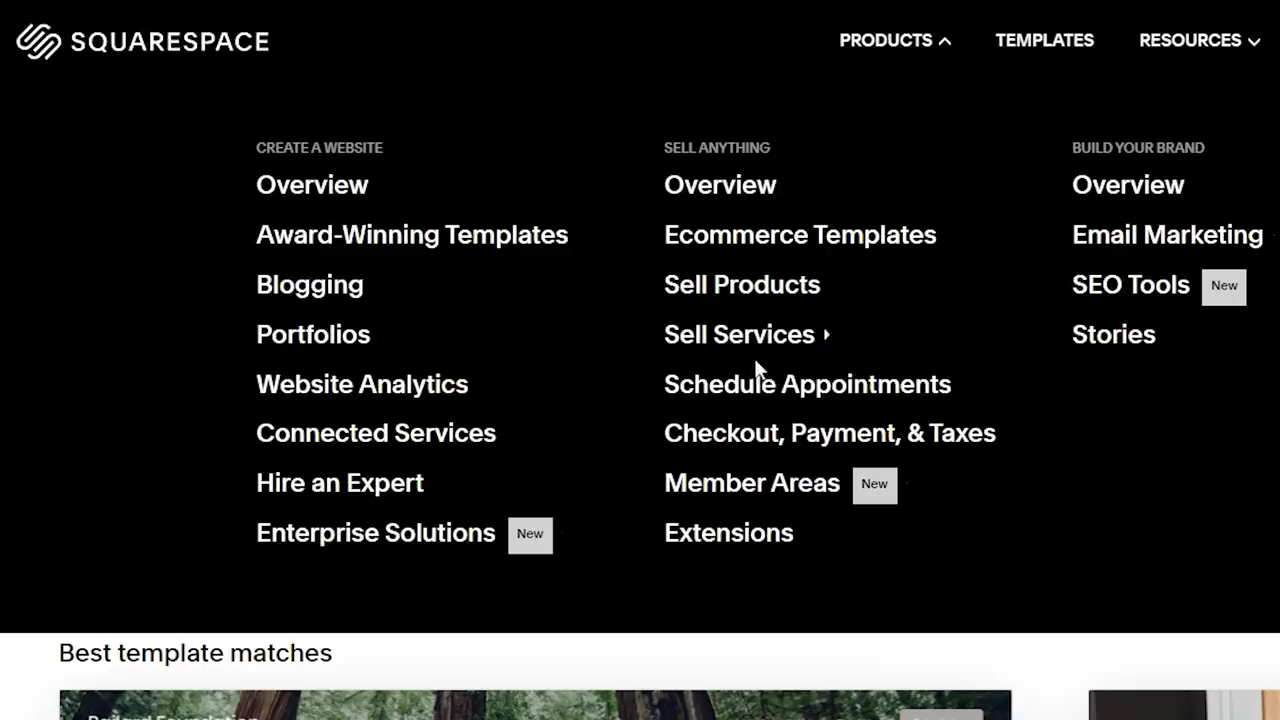 SQUARESPACE
PRODUCTS
TEMPLATES
RESOURCES
CREATE A WEBSITE
Overview
Award-Winning Templates
Blogging
Portfolios
Website Analytics
Connected Services
Hire an Expert
Enterprise Solutions New
SELL ANYTHING
Overview
Ecommerce Templates
Sell Products
Sell Services
Schedule Appointments
Checkout, Payment, & Taxes
Member Areas New
Extensions
BUILD YOUR BRAND
Overview
Email Marketing
SEO Tools New
Stories
Best template matches